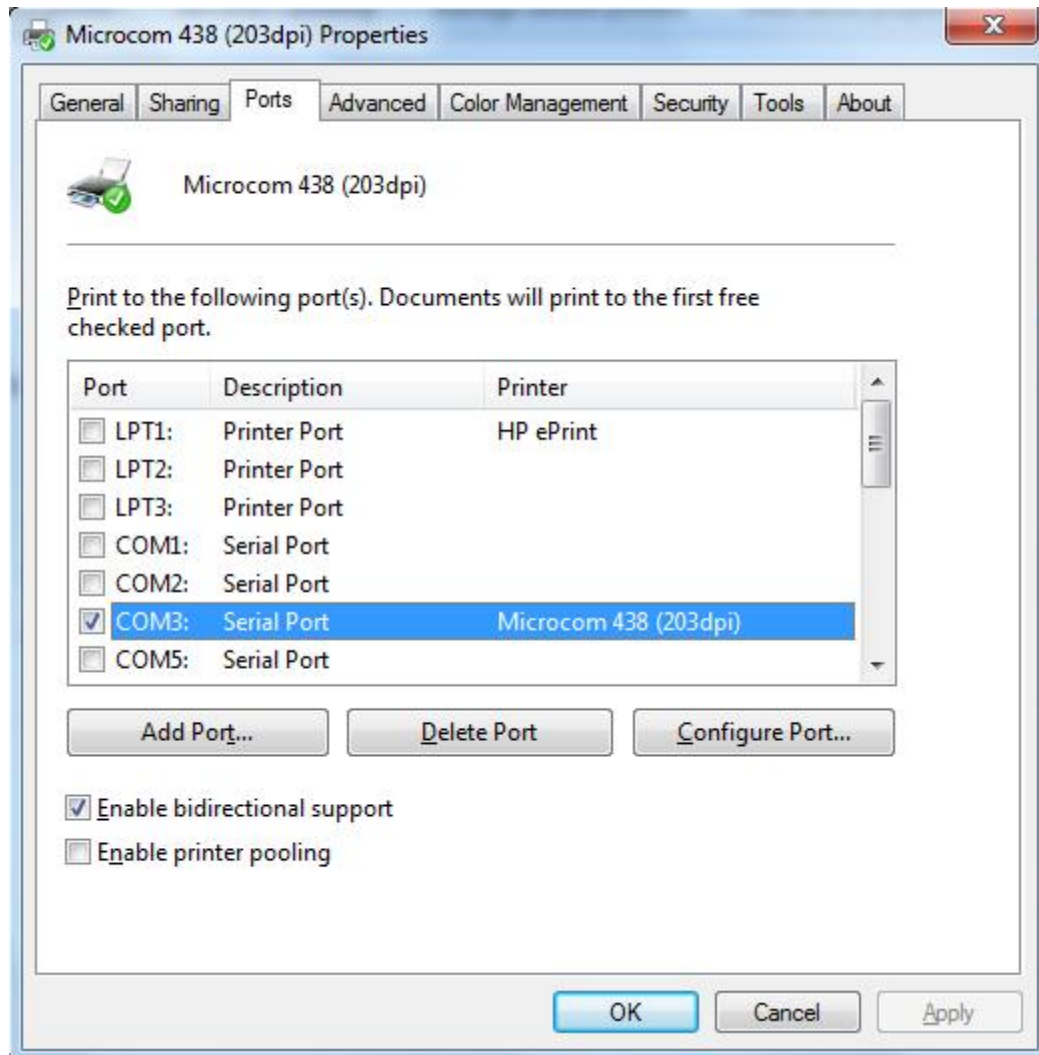 Microcom 438 (203dpi) Properties
General Sharing Ports Advanced Color Management Security Tools About
Microcom 438 (203dpi)
Print to the following port(s). Documents will print to the first free
checked port.
Port Description Printer
LPT1: Printer Port HP ePrint
LPT2: Printer Port
LPT3: Printer Port
COM1: Serial Port
COM2: Serial Port
COM3: Serial Port Microcom 438 (203dpi)
COM5: Serial Port
Add Port... Delete Port Configure Port...
Enable bidirectional support
Enable printer pooling
OK Cancel Apply